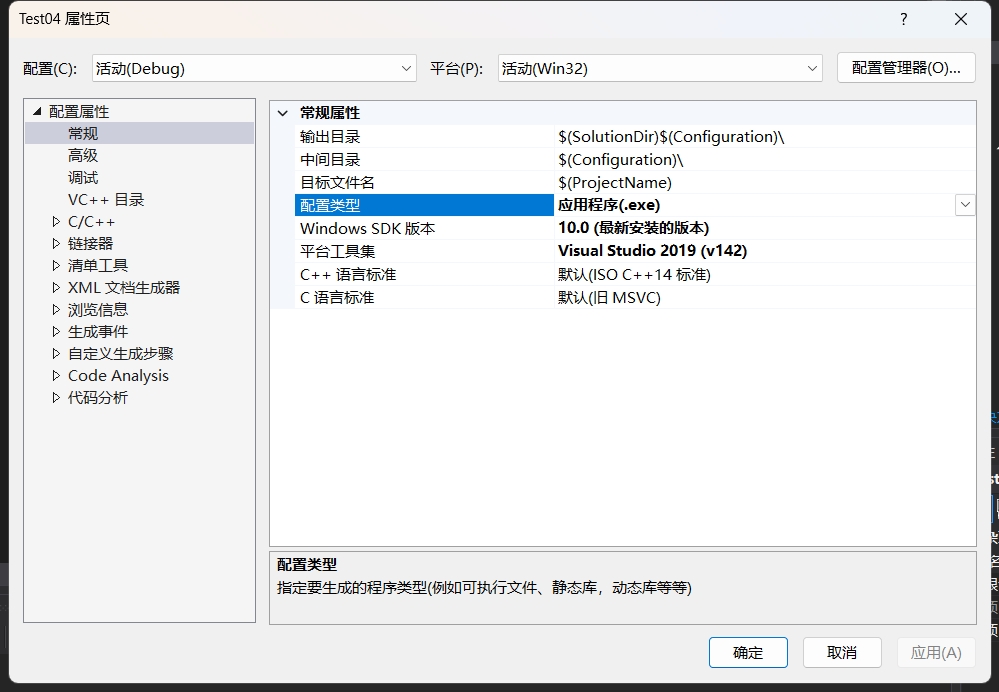 Test04 属性页
?
配置(C): 活动(Debug) 平台(P): 活动(Win32) 配置管理器(O)...
配置属性
常规
高级
调试
VC++ 目录
C/C++
链接器
清单工具
XML 文档生成器
浏览信息
生成事件
自定义生成步骤
Code Analysis
代码分析
常规属性
输出目录 $(SolutionDir)$(Configuration)\
中间目录 $(Configuration)\
目标文件名 $(ProjectName)
配置类型 应用程序(.exe)
Windows SDK 版本 10.0 (最新安装的版本)
平台工具集 Visual Studio 2019 (v142)
C++ 语言标准 默认(ISO C++14 标准)
C 语言标准 默认(旧 MSVC)
配置类型
指定要生成的程序类型(例如可执行文件、静态库，动态库等等)
确定 取消 应用(A)